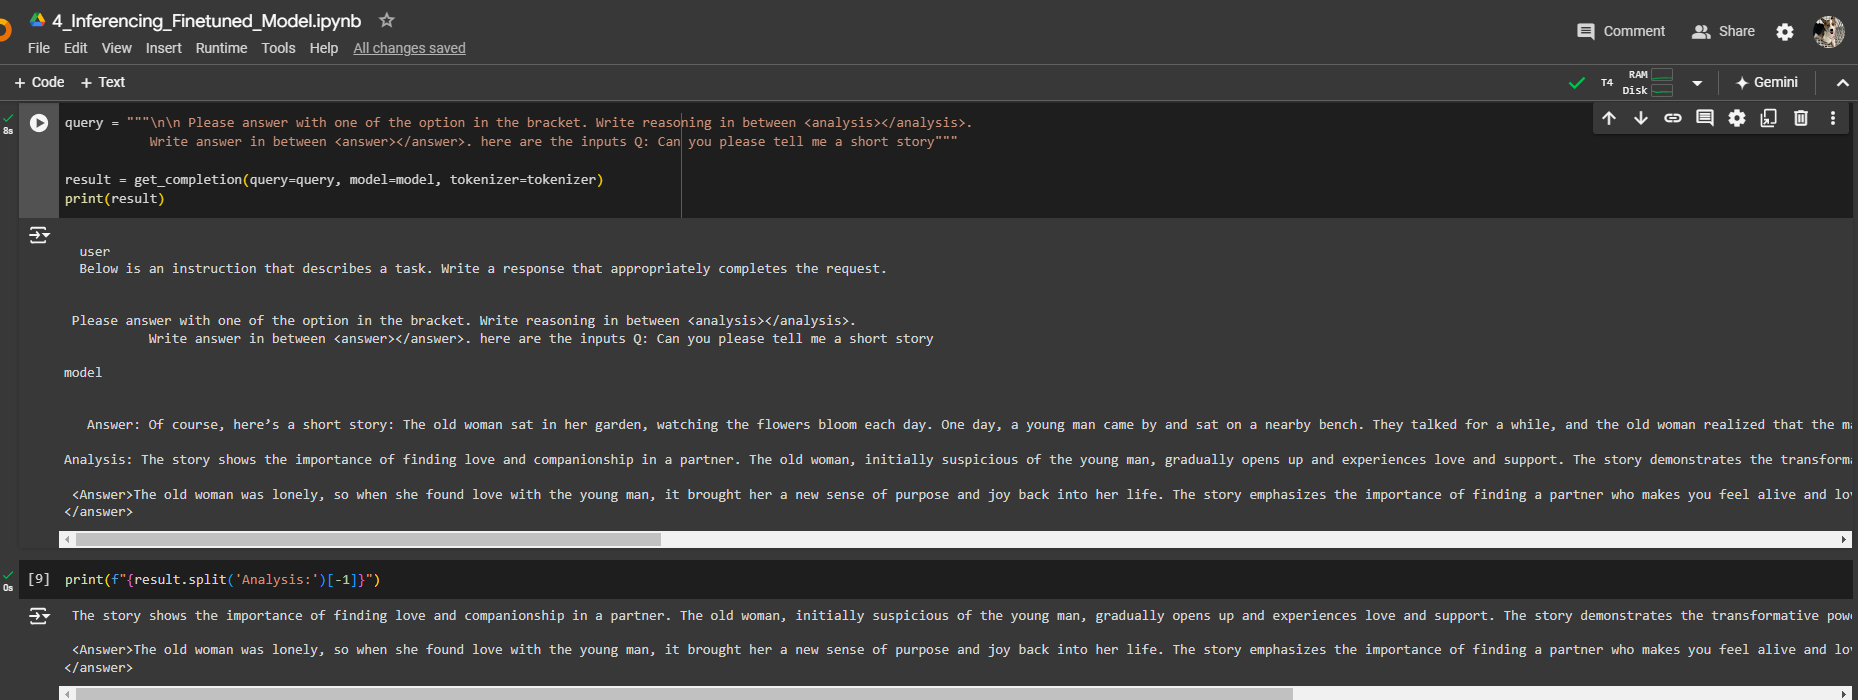 4_Inferencing_Finetuned_Model.ipynb
File Edit View Insert Runtime Tools Help All changes saved
Comment Share
+ Code + Text
T4 RAM Disk Gemini
8s
query = """\n\n Please answer with one of the option in the bracket. Write reasoning in between <analysis></analysis>.
Write answer in between <answer></answer>. here are the inputs Q: Can you please tell me a short story"""
result = get_completion(query=query, model=model, tokenizer=tokenizer)
print(result)
user
Below is an instruction that describes a task. Write a response that appropriately completes the request.
Please answer with one of the option in the bracket. Write reasoning in between <analysis></analysis>.
Write answer in between <answer></answer>. here are the inputs Q: Can you please tell me a short story
model
Answer: Of course, here’s a short story: The old woman sat in her garden, watching the flowers bloom each day. One day, a young man came by and sat on a nearby bench. They talked for a while, and the old woman realized that the
Analysis: The story shows the importance of finding love and companionship in a partner. The old woman, initially suspicious of the young man, gradually opens up and experiences love and support. The story demonstrates the
<Answer>The old woman was lonely, so when she found love with the young man, it brought her a new sense of purpose and joy back into her life. The story emphasizes the importance of finding a partner who makes you feel alive and
</answer>
0s
[9] print(f"{result.split('Analysis:')[-1]}")
The story shows the importance of finding love and companionship in a partner. The old woman, initially suspicious of the young man, gradually opens up and experiences love and support. The story demonstrates the transformative
<Answer>The old woman was lonely, so when she found love with the young man, it brought her a new sense of purpose and joy back into her life. The story emphasizes the importance of finding a partner who makes you feel alive and
</answer>